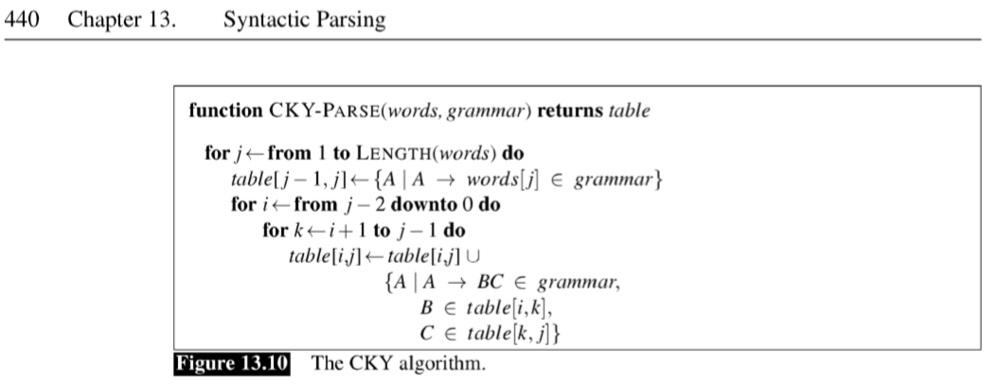 440 Chapter 13. Syntactic Parsing
function CKY-PARSE(words, grammar) returns table
for j←from 1 to LENGTH(words) do
table[j − 1, j]←{A | A → words[j] ∈ grammar}
for i←from j − 2 downto 0 do
for k←i + 1 to j − 1 do
table[i,j]←table[i,j] ∪
{A | A → BC ∈ grammar,
B ∈ table[i,k],
C ∈ table[k, j]}
Figure 13.10 The CKY algorithm.